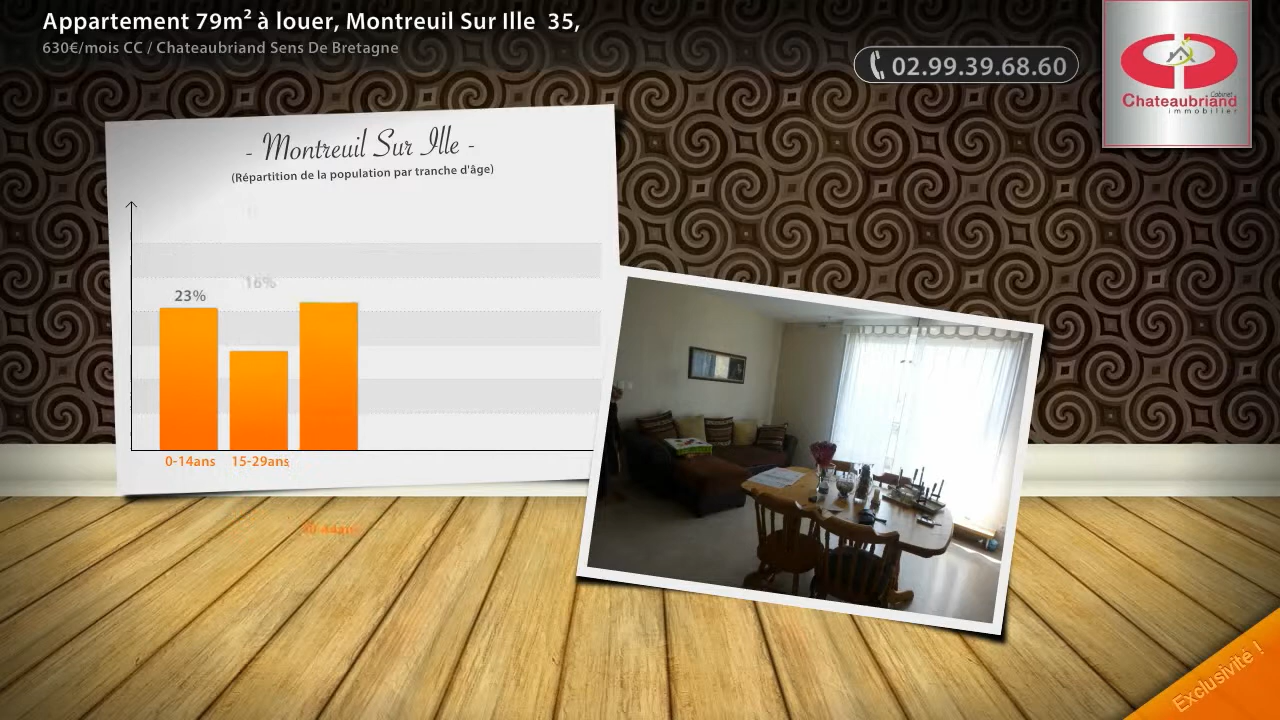 Appartement 79m² à louer, Montreuil Sur Ille 35,
630€/mois CC / Chateaubriand Sens De Bretagne
02.99.39.68.60
Cabinet
Chateaubriand
immobilier
- Montreuil Sur Ille -
(Répartition de la population par tranche d'âge)
16%
23%
0-14ans 15-29ans
30-44ans
Exclusivité !